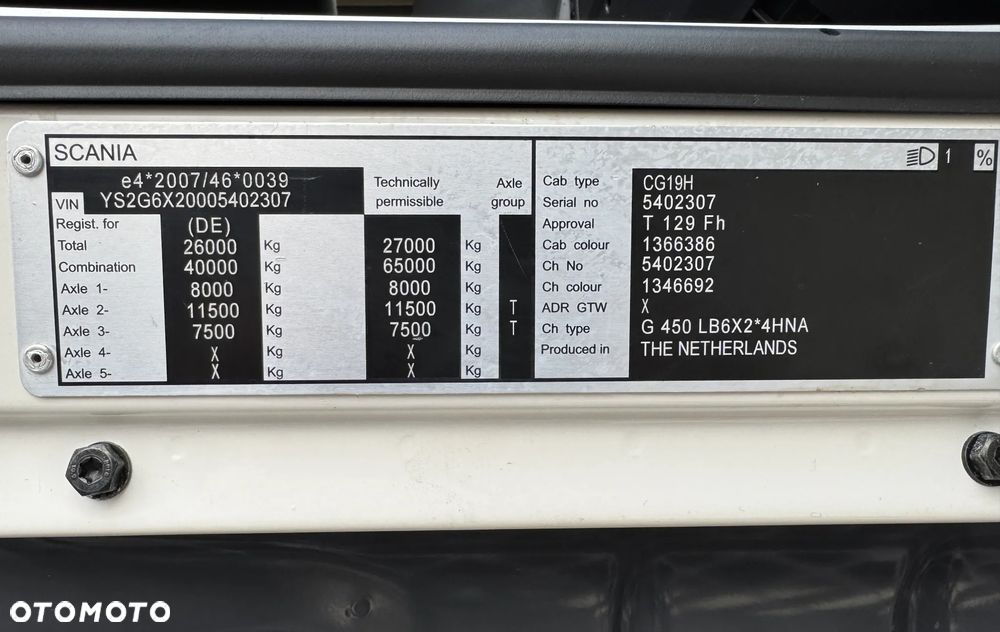 SCANIA 1 %
e4*2007/46*0039 Technically permissible Axle group
VIN YS2G6X20005402307
Regist. for (DE)
Total 26000 Kg 27000 Kg
Combination 40000 Kg 65000 Kg
Axle 1- 8000 Kg 8000 Kg
Axle 2- 11500 Kg 11500 Kg T
Axle 3- 7500 Kg 7500 Kg T
Axle 4- X Kg X Kg
Axle 5- X Kg X Kg
Cab type CG19H
Serial no 5402307
Approval T 129 Fh
Cab colour 1366386
Ch No 5402307
Ch colour 1346692
ADR GTW X
Ch type G 450 LB6X2*4HNA
Produced in THE NETHERLANDS
OTOMOTO